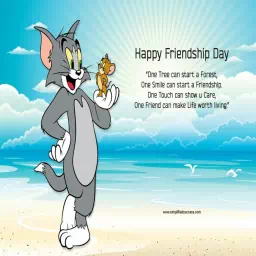 Happy Friendship Day
"One Tree can start a Forest,
One Smile can start a Friendship,
One Touch can show u Care,
One Friend can make Life worth living"